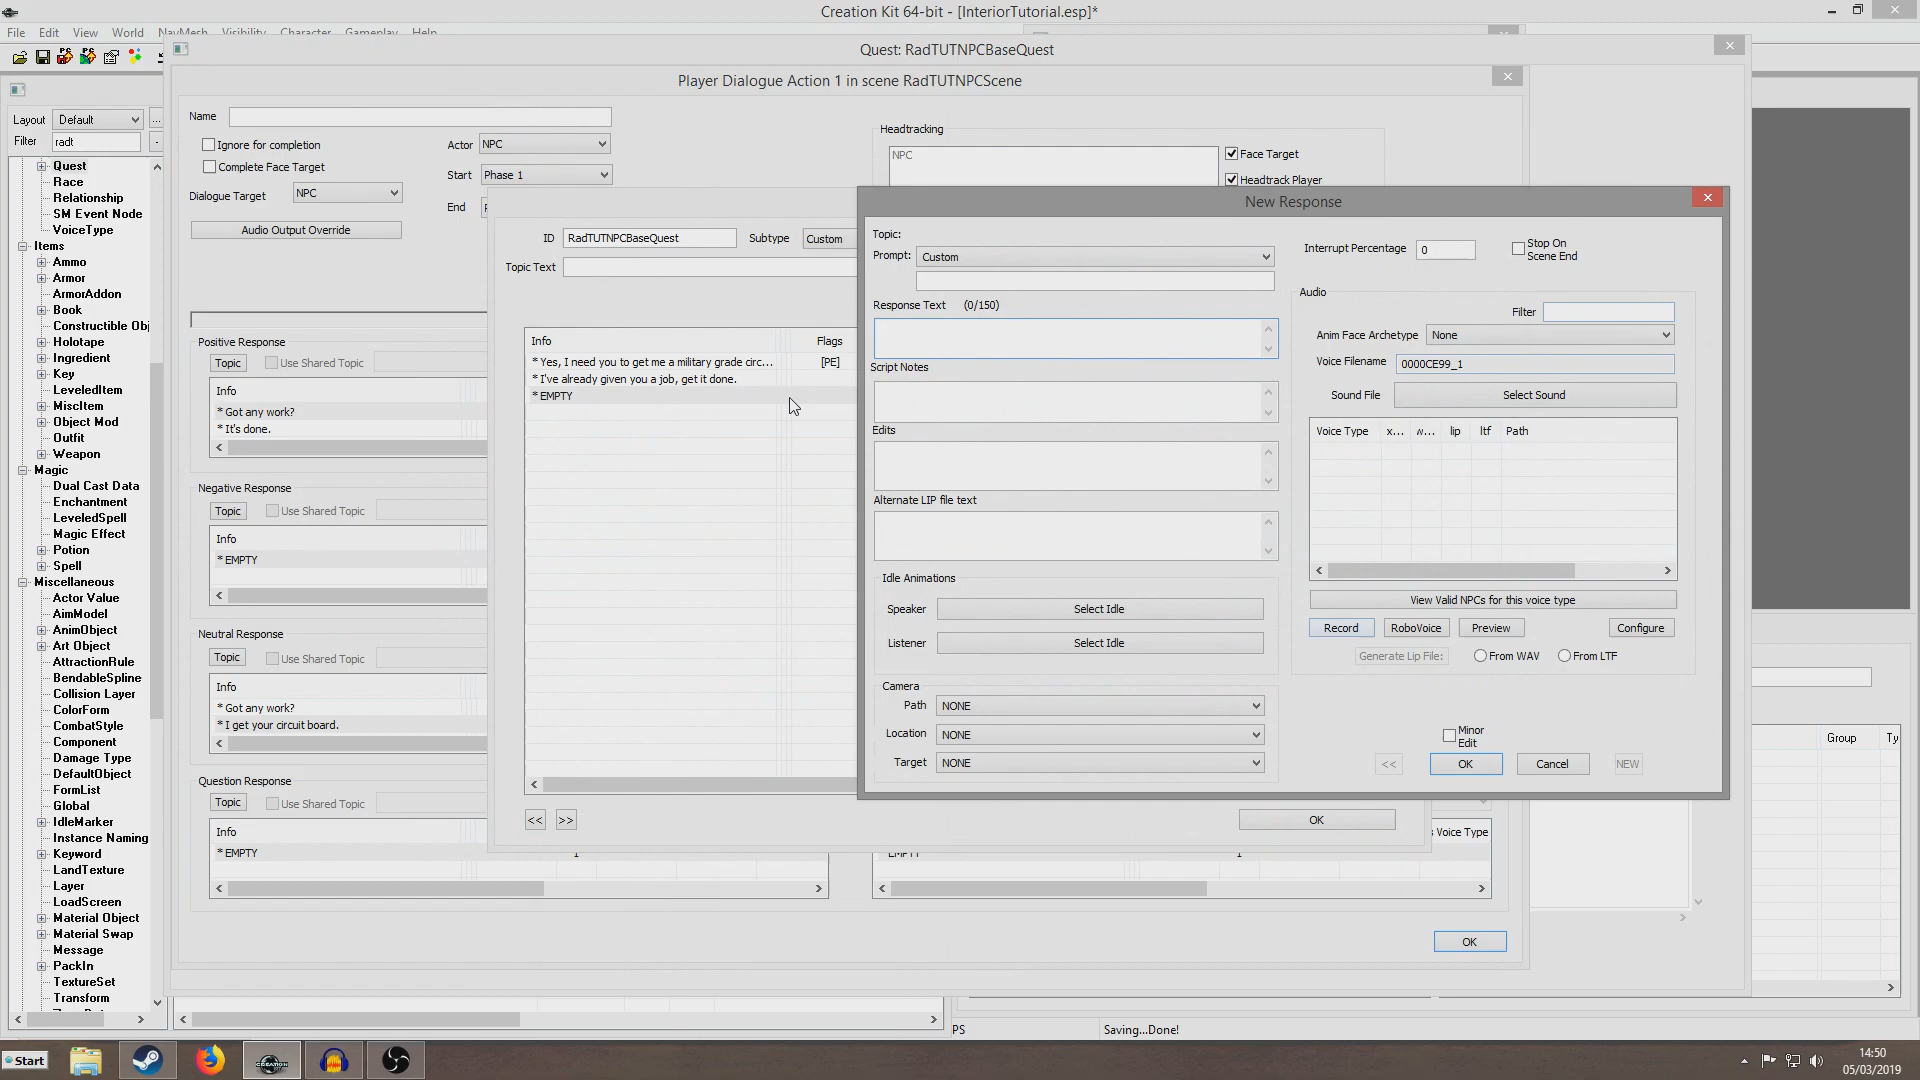 Creation Kit 64-bit - [InteriorTutorial.esp]*
File Edit View World NavMesh Visibility Character Gameplay Help
Quest: RadTUTNPCBaseQuest
Player Dialogue Action 1 in scene RadTUTNPCScene
Layout Default ...
Filter radt
Quest
Race
Relationship
SM Event Node
VoiceType
Items
Ammo
Armor
ArmorAddon
Book
Constructible Obj
Holotape
Ingredient
Key
LeveledItem
MiscItem
Object Mod
Outfit
Weapon
Magic
Dual Cast Data
Enchantment
LeveledSpell
Magic Effect
Potion
Spell
Miscellaneous
Actor Value
AimModel
AnimObject
Art Object
AttractionRule
BendableSpline
Collision Layer
ColorForm
CombatStyle
Component
Damage Type
DefaultObject
FormList
Global
IdleMarker
Instance Naming
Keyword
LandTexture
Layer
LoadScreen
Material Object
Material Swap
Message
PackIn
TextureSet
Transform
Name
Ignore for completion
Complete Face Target
Actor NPC
Start Phase 1
End
Dialogue Target NPC
Audio Output Override
Headtracking
NPC
Face Target
Headtrack Player
Positive Response
Topic Use Shared Topic
Info
* Got any work?
* It's done.
Negative Response
Topic Use Shared Topic
Info
* EMPTY
Neutral Response
Topic Use Shared Topic
Info
* Got any work?
* I get your circuit board.
Question Response
Topic Use Shared Topic
Info
* EMPTY 1
ID RadTUTNPCBaseQuest Subtype Custom
Topic Text
Info Flags
* Yes, I need you to get me a military grade circ... [PE]
* I've already given you a job, get it done.
* EMPTY
<< >> OK
Voice Type
EMPTY 1
OK
New Response
Topic:
Prompt: Custom
Response Text (0/150)
Script Notes
Edits
Alternate LIP file text
Idle Animations
Speaker Select Idle
Listener Select Idle
Camera
Path NONE
Location NONE
Target NONE
Interrupt Percentage 0
Stop On
Scene End
Audio
Filter
Anim Face Archetype None
Voice Filename 0000CE99_1
Sound File Select Sound
Voice Type x... w... lip ltf Path
View Valid NPCs for this voice type
Record RoboVoice Preview Configure
Generate Lip File: From WAV From LTF
Minor
Edit
<< OK Cancel NEW
Group Ty
PS Saving...Done!
Start
CREATION
14:50
05/03/2019